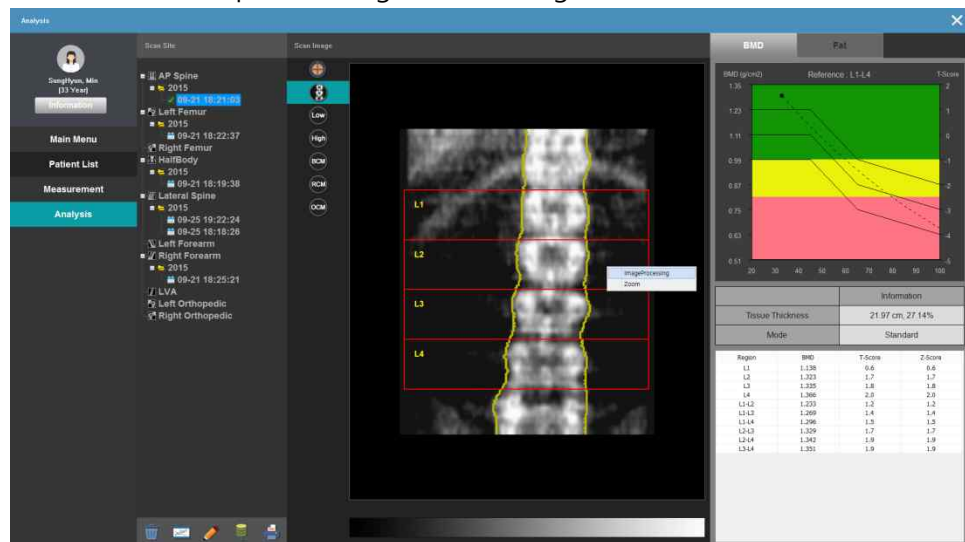 Analysis
SungHyun, Min
(33 Year)
Information
Main Menu
Patient List
Measurement
Analysis
Scan Site
AP Spine
2015
09-21 18:21:03
Left Femur
2015
09-21 18:22:37
Right Femur
HalfBody
2015
09-21 18:19:38
Lateral Spine
2015
09-25 19:22:24
09-25 18:18:26
Left Forearm
Right Forearm
2015
09-21 18:25:21
LVA
Left Orthopedic
Right Orthopedic
Scan Image
Low
High
BCM
RCM
OCM
L1
L2
L3
L4
ImageProcessing
Zoom
BMD Fat
BMD (g/cm2) Reference : L1-L4 T-Score
1.35 2
1.23 1
1.11 0
0.99 -1
0.87 -2
0.75 -3
0.63 -4
0.51 -5
20 30 40 50 60 70 80 90 100
Information
Tissue Thickness 21.97 cm, 27.14%
Mode Standard
Region BMD T-Score Z-Score
L1 1.138 0.6 0.6
L2 1.323 1.7 1.7
L3 1.335 1.8 1.8
L4 1.366 2.0 2.0
L1-L2 1.233 1.2 1.2
L1-L3 1.269 1.4 1.4
L1-L4 1.296 1.5 1.5
L2-L3 1.329 1.7 1.7
L2-L4 1.342 1.9 1.9
L3-L4 1.351 1.9 1.9